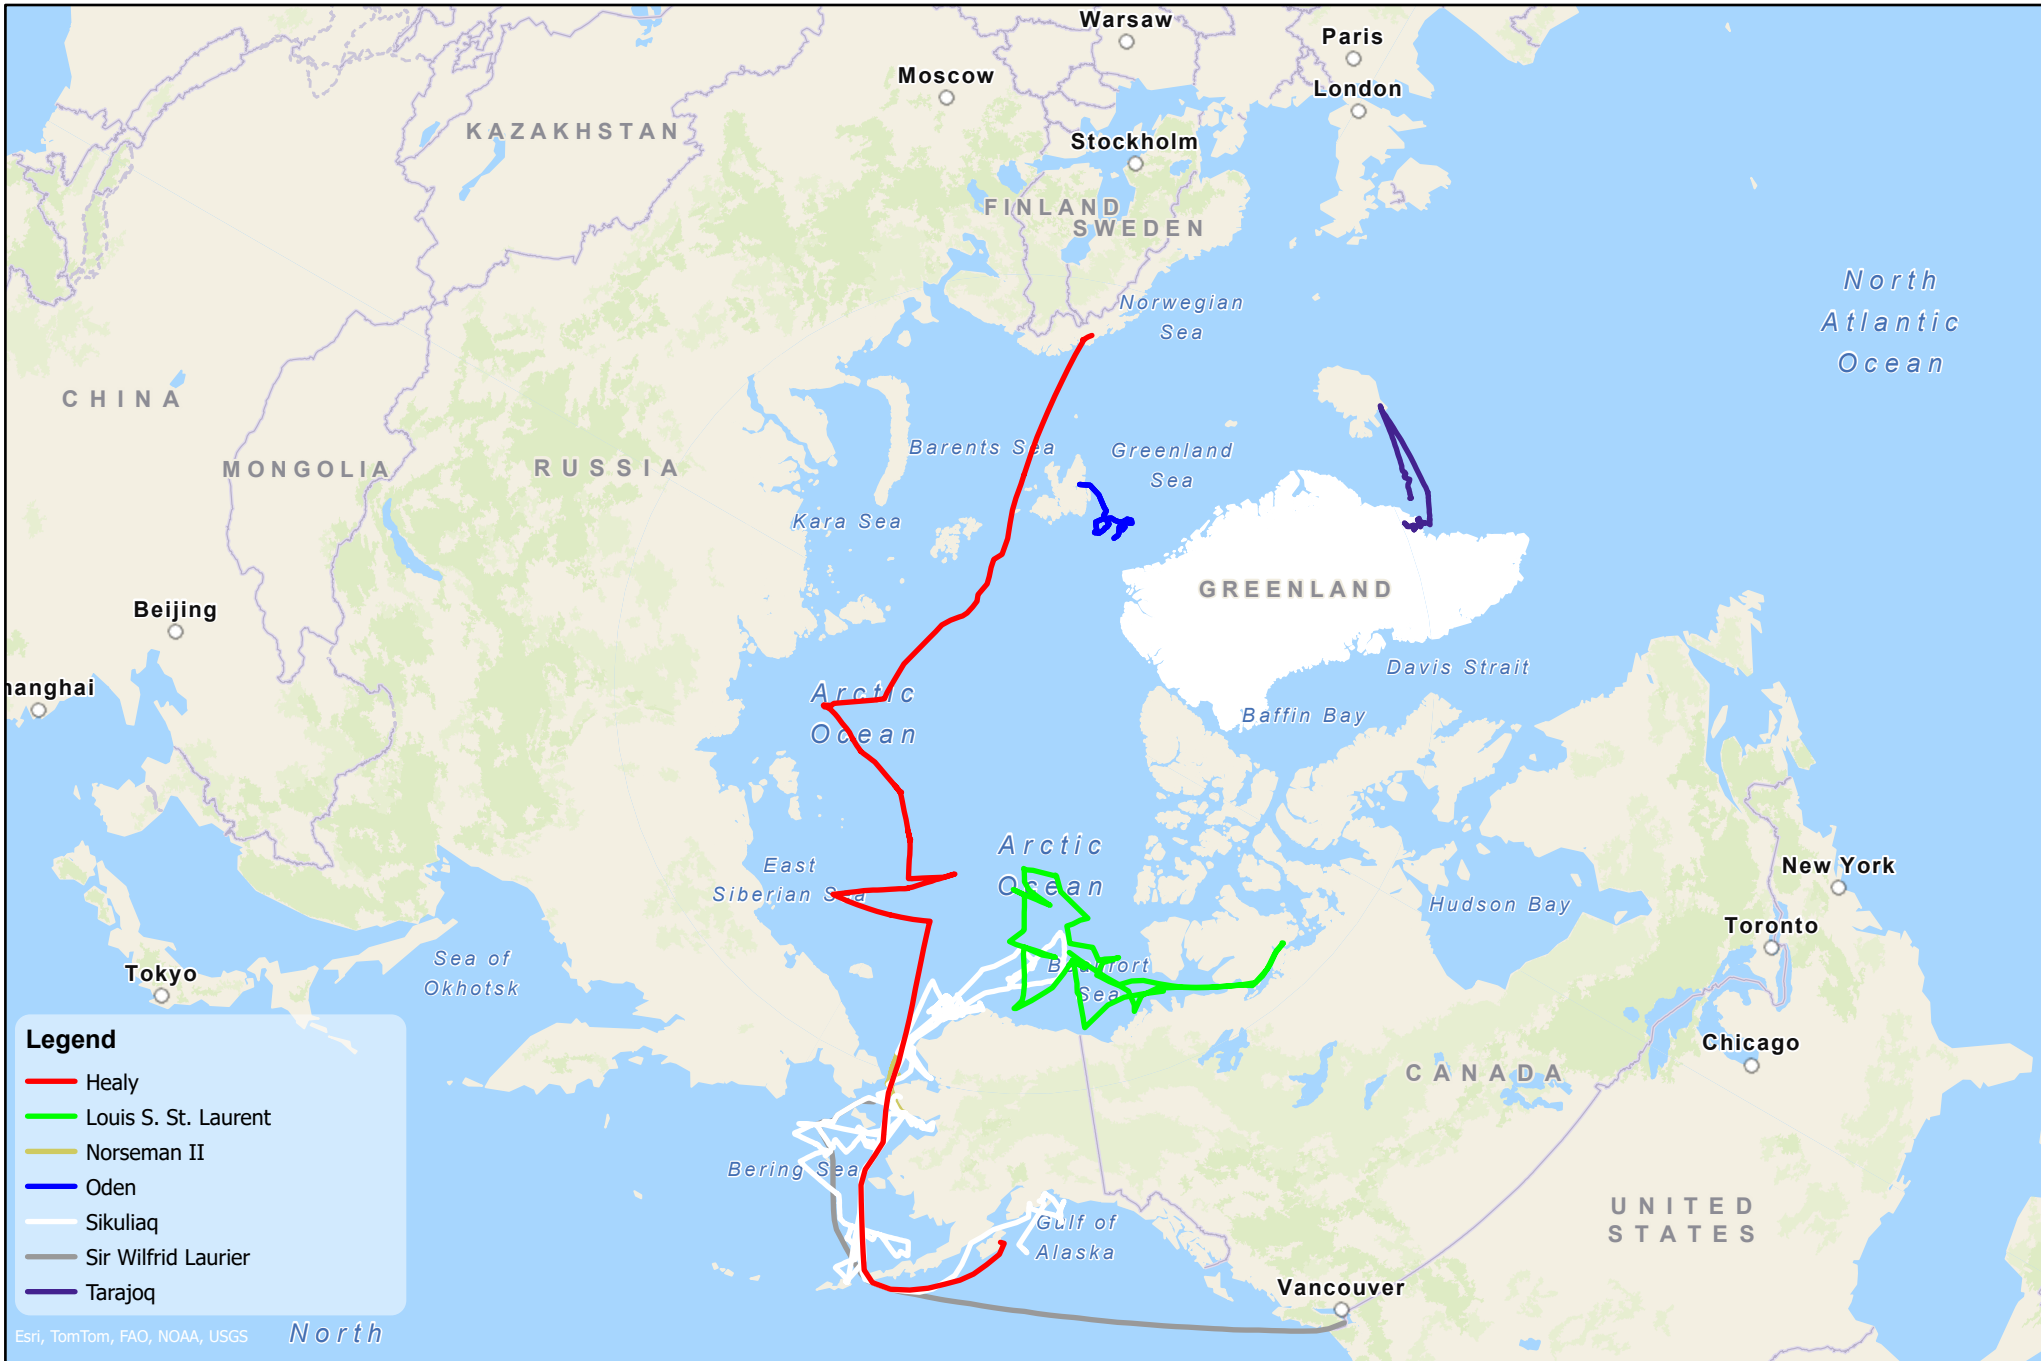 Warsaw
Paris
Moscow
London
KAZAKHSTAN
Stockholm
FINLAND
SWEDEN
North
Atlantic
Ocean
Norwegian
Sea
CHINA
Barents Sea
Greenland
Sea
MONGOLIA
RUSSIA
Kara Sea
GREENLAND
Beijing
Davis Strait
hanghai
Arctic
Ocean
Baffin Bay
Arctic
Ocean
East
Siberian Sea
New York
Hudson Bay
Toronto
Sea of
Okhotsk
Tokyo
Beaufort
Sea
Chicago
CANADA
Bering Sea
Gulf of
Alaska
UNITED
STATES
Vancouver
Legend
Healy
Louis S. St. Laurent
Norseman II
Oden
Sikuliaq
Sir Wilfrid Laurier
Tarajoq
Esri, TomTom, FAO, NOAA, USGS
North